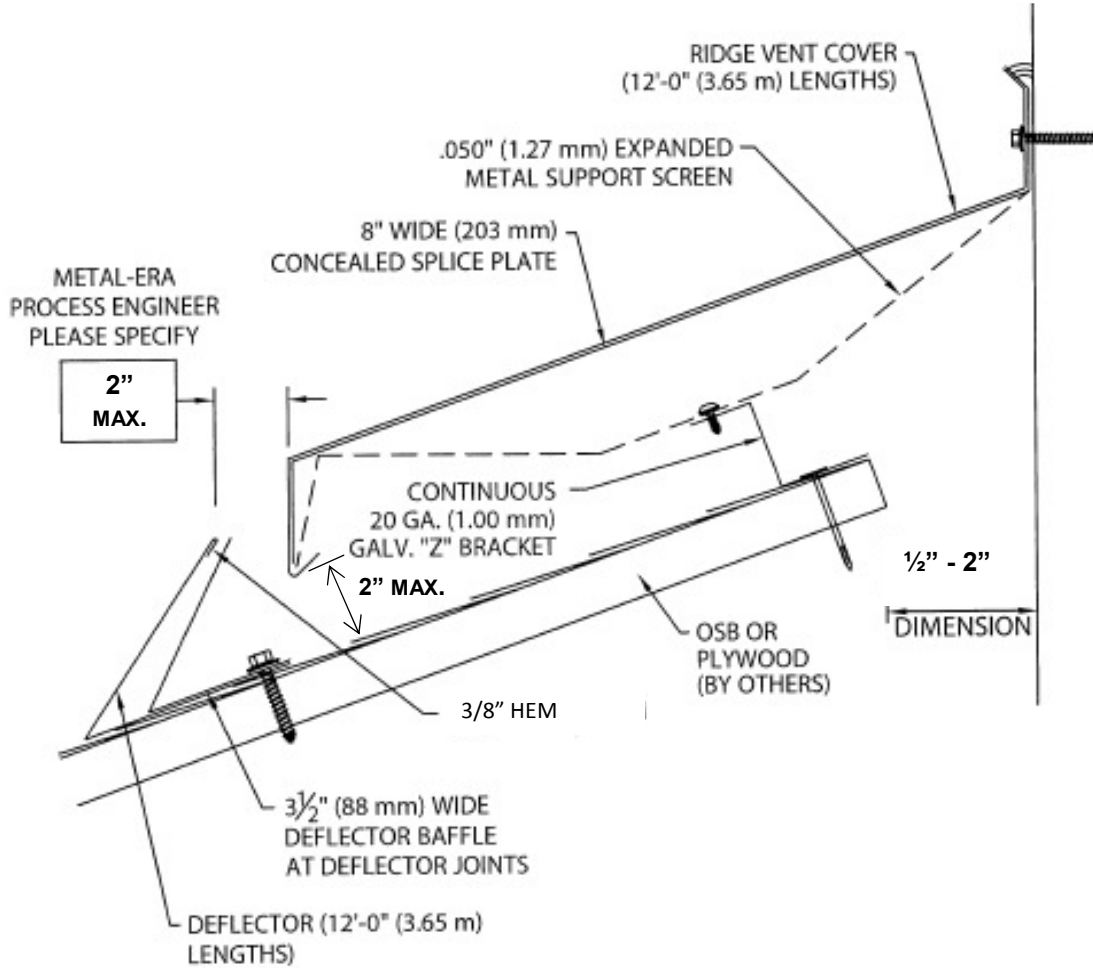 RIDGE VENT COVER
(12'-0" (3.65 m) LENGTHS)
.050" (1.27 mm) EXPANDED
METAL SUPPORT SCREEN
8" WIDE (203 mm)
CONCEALED SPLICE PLATE
METAL-ERA
PROCESS ENGINEER
PLEASE SPECIFY
2”
MAX.
CONTINUOUS
20 GA. (1.00 mm)
GALV. "Z" BRACKET
2” MAX.
½” - 2”
DIMENSION
OSB OR
PLYWOOD
(BY OTHERS)
3/8” HEM
3½" (88 mm) WIDE
DEFLECTOR BAFFLE
AT DEFLECTOR JOINTS
DEFLECTOR (12'-0" (3.65 m)
LENGTHS)